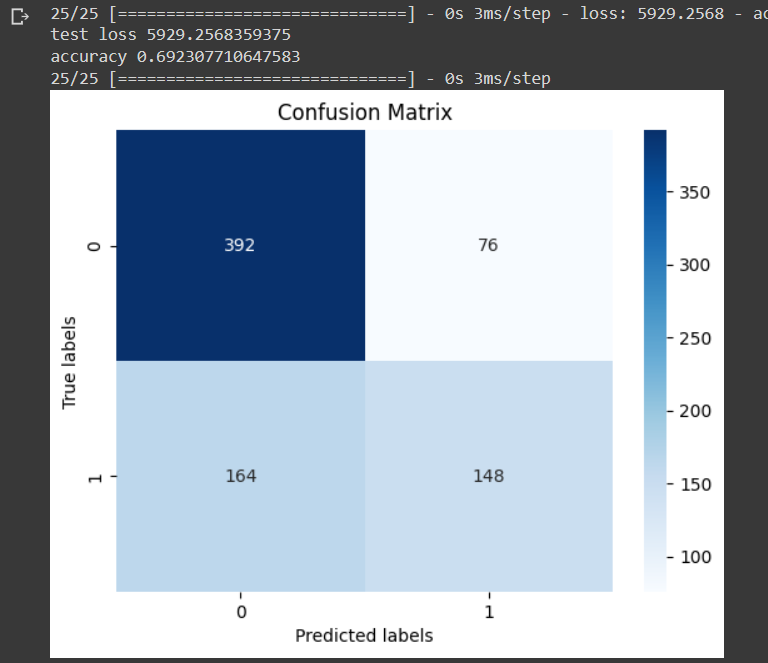 25/25 [==============================] - 0s 3ms/step - loss: 5929.2568 - ac
test loss 5929.2568359375
accuracy 0.692307710647583
25/25 [==============================] - 0s 3ms/step
Confusion Matrix
392 76
164 148
0
1
True labels
0 1
Predicted labels
350
300
250
200
150
100